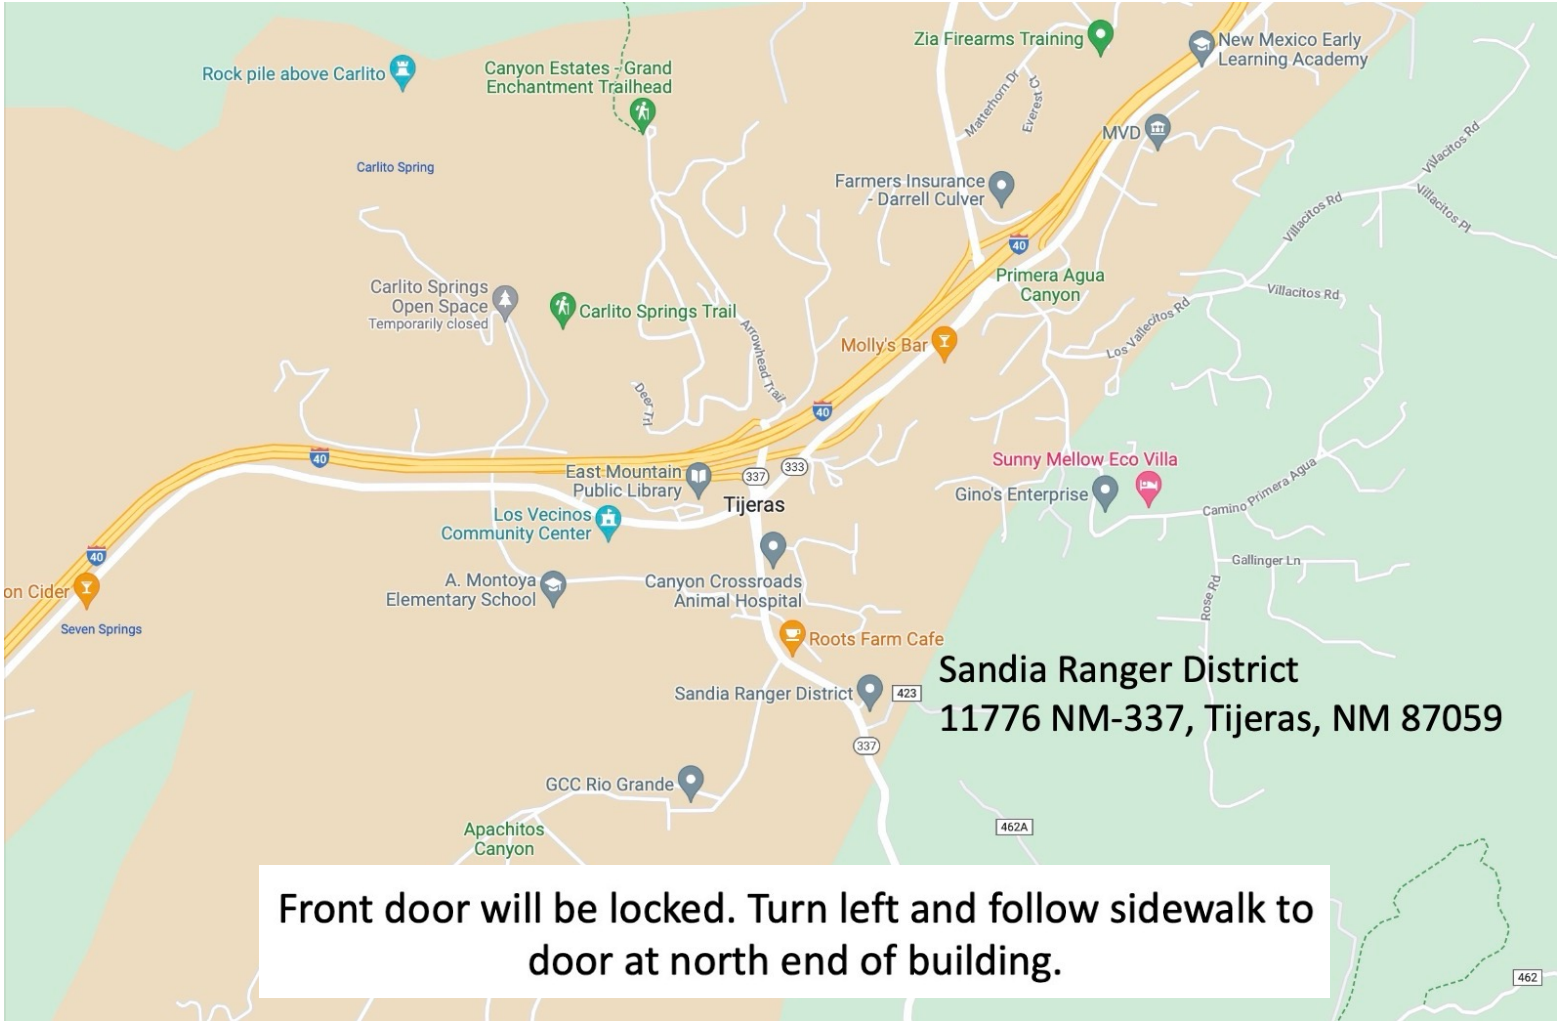 Zia Firearms Training
New Mexico Early
Learning Academy
Rock pile above Carlito
Canyon Estates - Grand
Enchantment Trailhead
Matterhorn Dr
Everest Ct
MVD
Villacitos Rd
Carlito Spring
Farmers Insurance
- Darrell Culver
Villacitos Rd
Villacitos Pl
40
Primera Agua
Canyon
Carlito Springs
Open Space
Temporarily closed
Carlito Springs Trail
Villacitos Rd
Los Vallecitos Rd
Arrowhead Trail
Molly's Bar
Deer Trl
40
40
East Mountain
Public Library
337
333
Tijeras
Sunny Mellow Eco Villa
Gino's Enterprise
Camino Primera Agua
Los Vecinos
Community Center
40
Gallinger Ln
A. Montoya
Elementary School
Canyon Crossroads
Animal Hospital
Rose Rd
on Cider
Seven Springs
Roots Farm Cafe
Sandia Ranger District
423
Sandia Ranger District
11776 NM-337, Tijeras, NM 87059
337
GCC Rio Grande
Apachitos
Canyon
462A
Front door will be locked. Turn left and follow sidewalk to
door at north end of building.
462